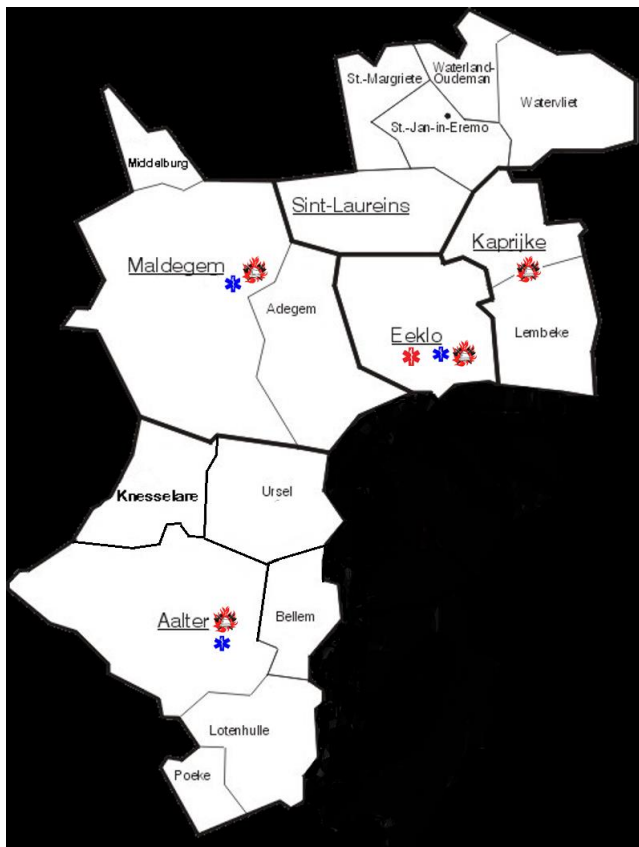 St.-Margriete
Waterland-
Oudeman
Watervliet
St.-Jan-in-Eremo
Middelburg
Sint-Laureins
Kaprijke
Maldegem
Adegem
Eeklo
Lembeke
Knesselare
Ursel
Aalter
Bellem
Lotenhulle
Poeke